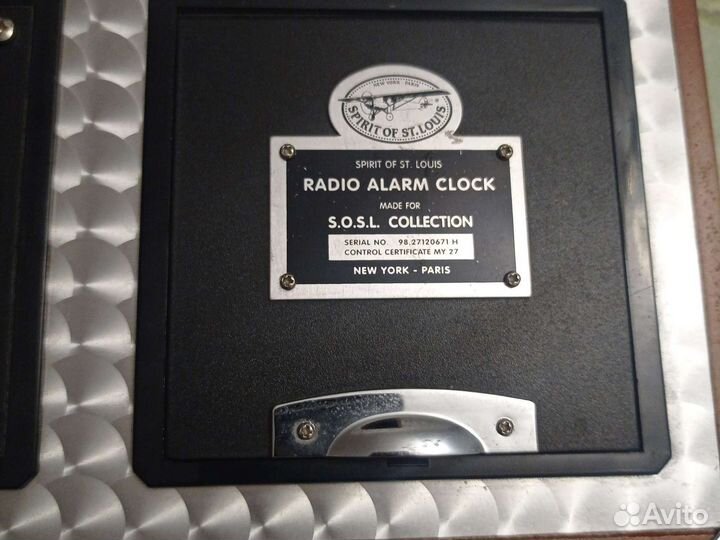 NEW YORK - PARIS
SPIRIT OF ST. LOUIS
SPIRIT OF ST. LOUIS
RADIO ALARM CLOCK
MADE FOR
S.O.S.L. COLLECTION
SERIAL NO. 98.27120671 H
CONTROL CERTIFICATE MY 27
NEW YORK - PARIS
Avito